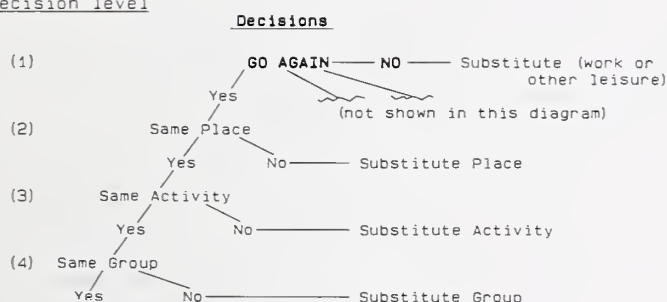 ecision level
Decisions
(1) GO AGAIN NO Substitute (work or
other leisure)
Yes
(not shown in this diagram)
(2) Same Place
Yes No Substitute Place
(3) Same Activity
Yes No Substitute Activity
(4) Same Group
Yes No Substitute Group